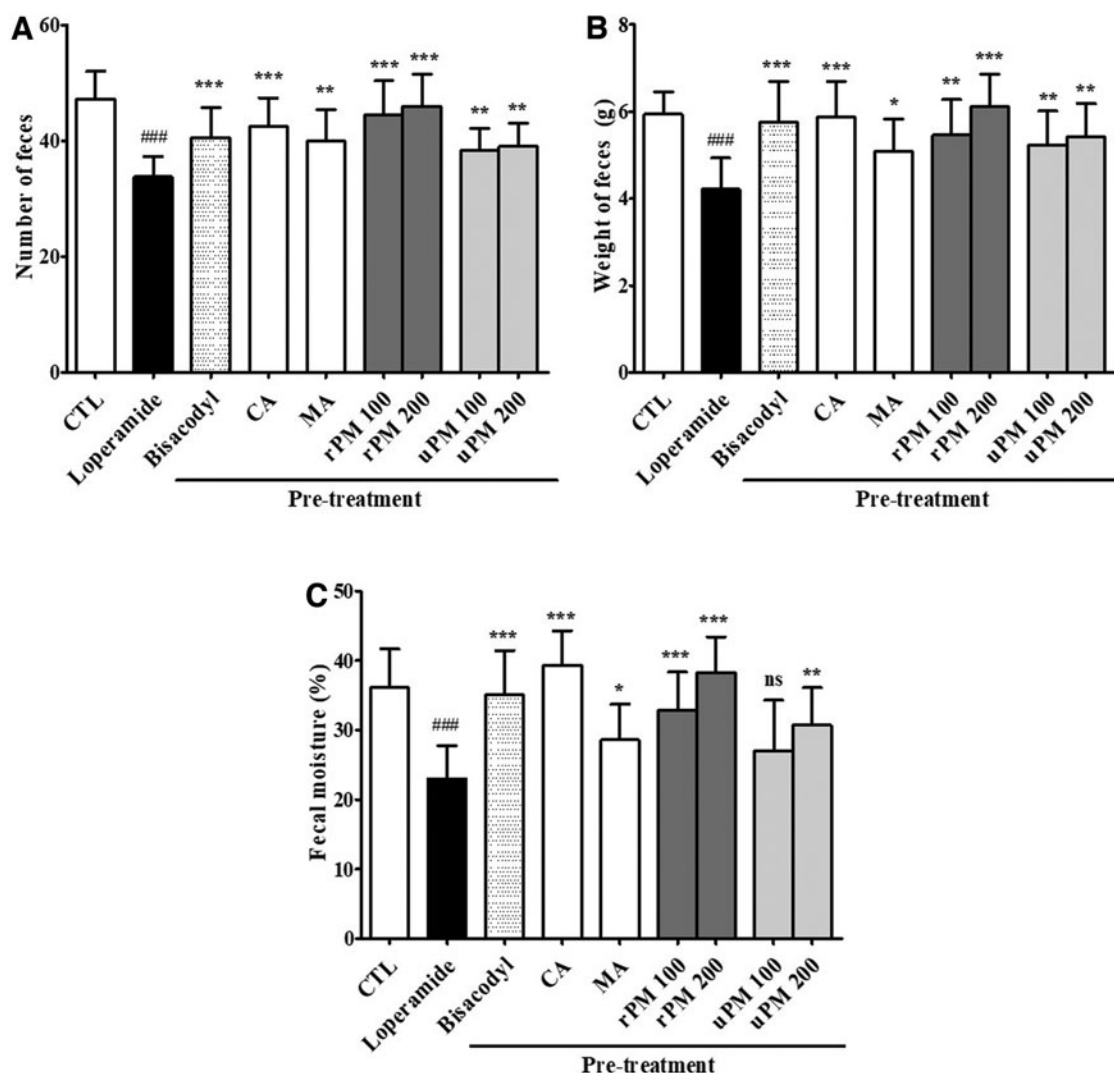 A
Number of feces
60
40
20
0
###
***
***
**
***
***
**
**
CTL
Loperamide
Bisacodyl
CA
MA
rPM 100
rPM 200
uPM 100
uPM 200
Pre-treatment
B
Weight of feces (g)
8
6
4
2
0
###
***
***
*
**
***
**
**
CTL
Loperamide
Bisacodyl
CA
MA
rPM 100
rPM 200
uPM 100
uPM 200
Pre-treatment
C
Fecal moisture (%)
50
40
30
20
10
0
###
***
***
*
***
***
ns
**
CTL
Loperamide
Bisacodyl
CA
MA
rPM 100
rPM 200
uPM 100
uPM 200
Pre-treatment